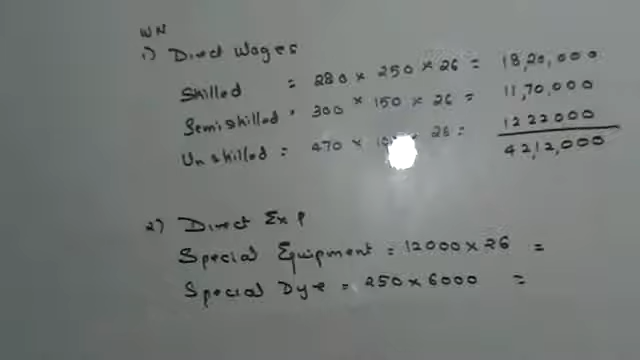 WN
1) Direct Wages
Skilled = 280 × 250 × 26 = 18,20,000
Semiskilled = 300 × 150 × 26 = 11,70,000
Unskilled = 470 × × 26 = 1222000
42,12,000
2) Direct Exp
Special Equipment = 12000 × 26 =
Special Dye = 250 × 6000 =